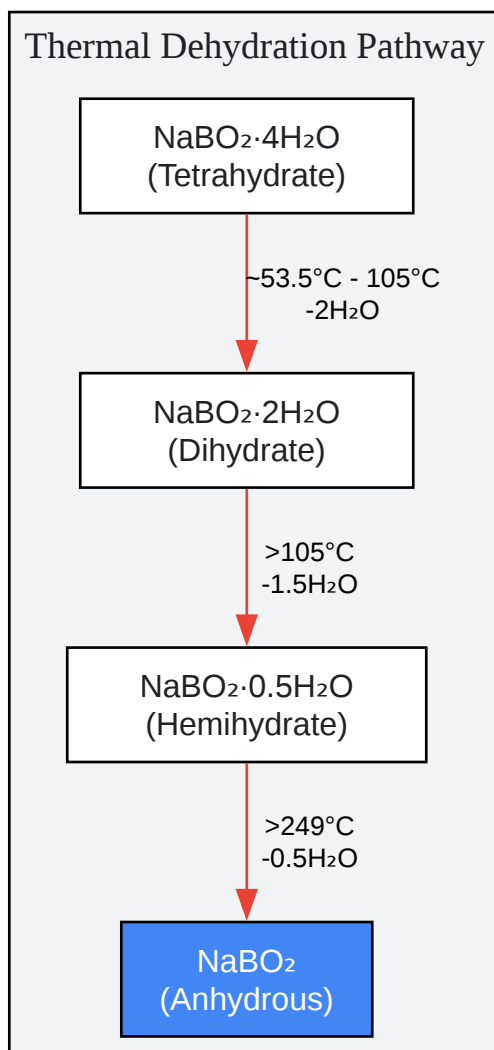 Thermal Dehydration Pathway
NaBO₂·4H₂O
(Tetrahydrate)
~53.5°C - 105°C
-2H₂O
NaBO₂·2H₂O
(Dihydrate)
>105°C
-1.5H₂O
NaBO₂·0.5H₂O
(Hemihydrate)
>249°C
-0.5H₂O
NaBO₂
(Anhydrous)